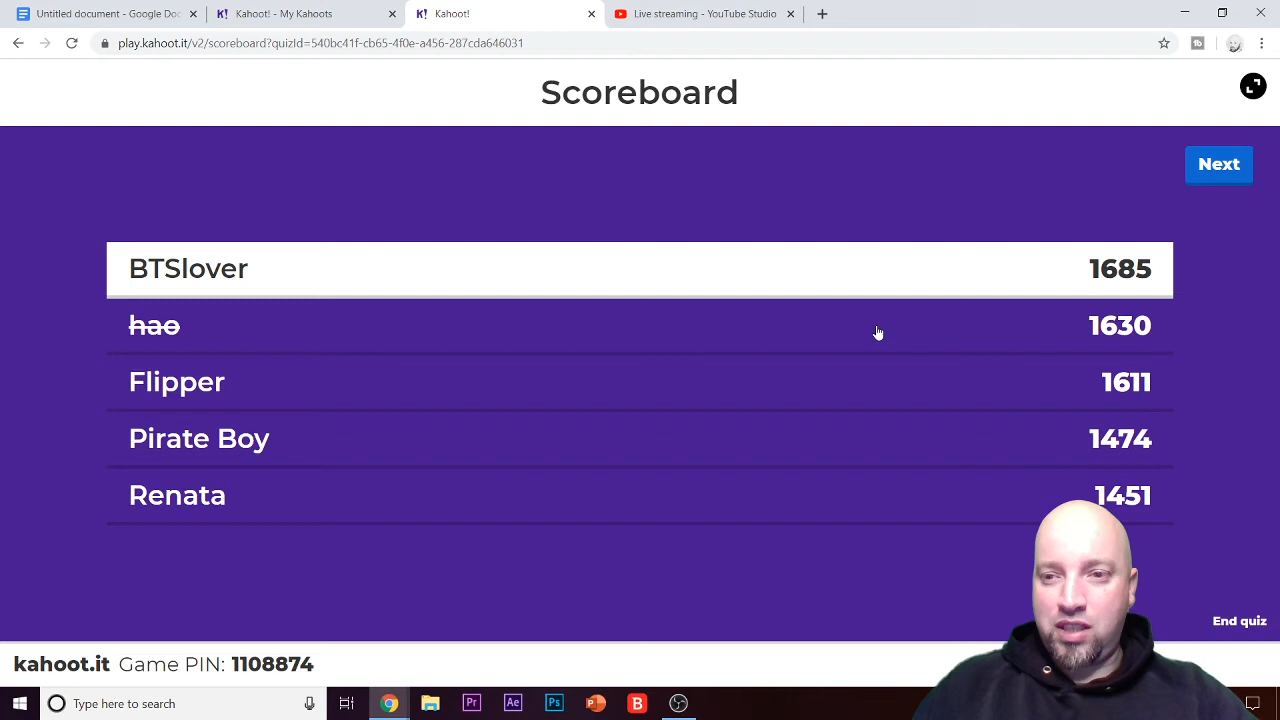 Untitled document - Google Doc
Kahoot! - My Kahoots
Kahoot!
Live streaming - YouTube Studio
play.kahoot.it/v2/scoreboard?quizId=540bc41f-cb65-4f0e-a456-287cda646031
Scoreboard
Next
BTSlover 1685
hao 1630
Flipper 1611
Pirate Boy 1474
Renata 1451
End quiz
kahoot.it Game PIN: 1108874
Type here to search